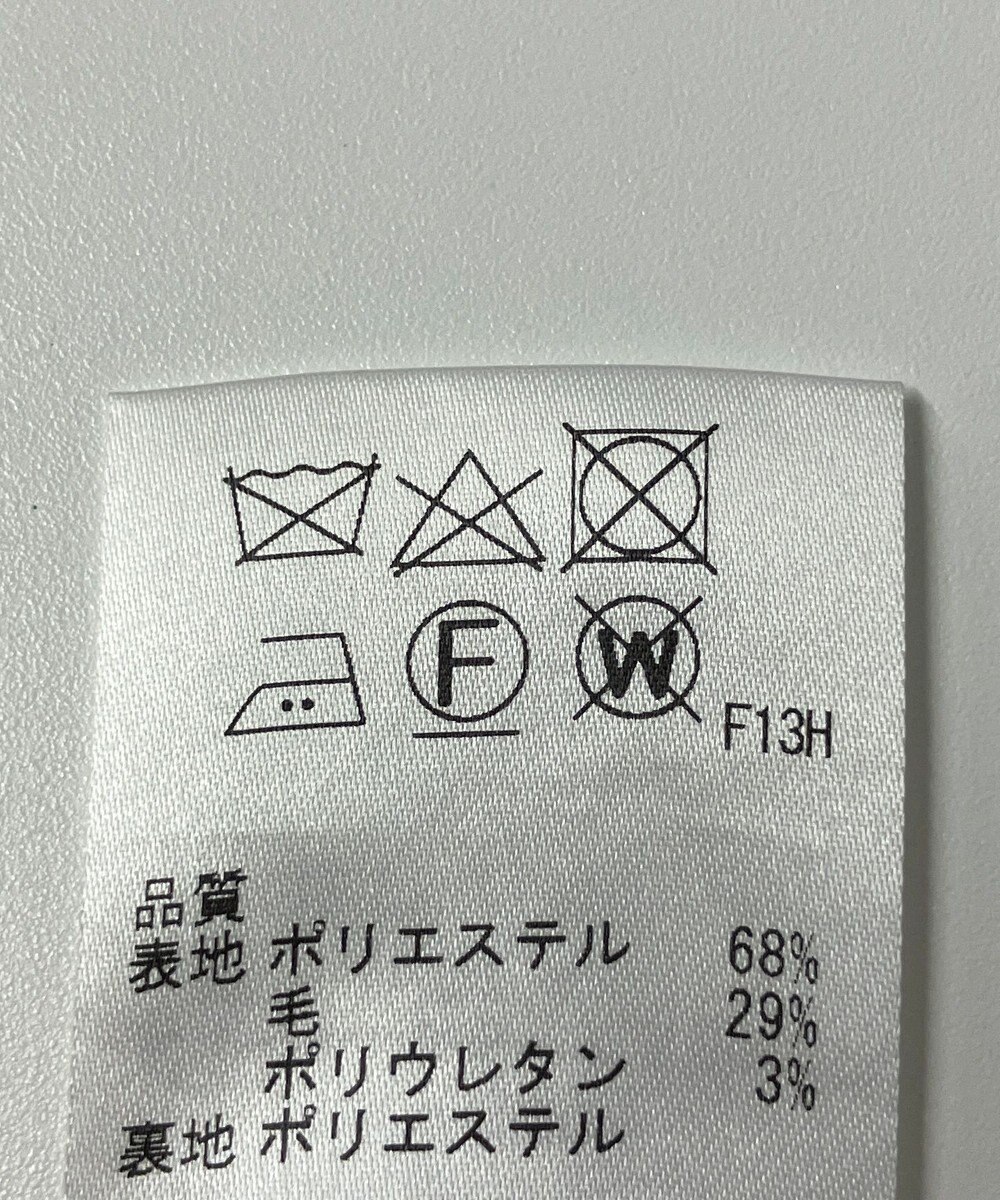 F W F13H
品質
表地 ポリエステル 68%
毛 29%
ポリウレタン 3%
裏地 ポリエステル